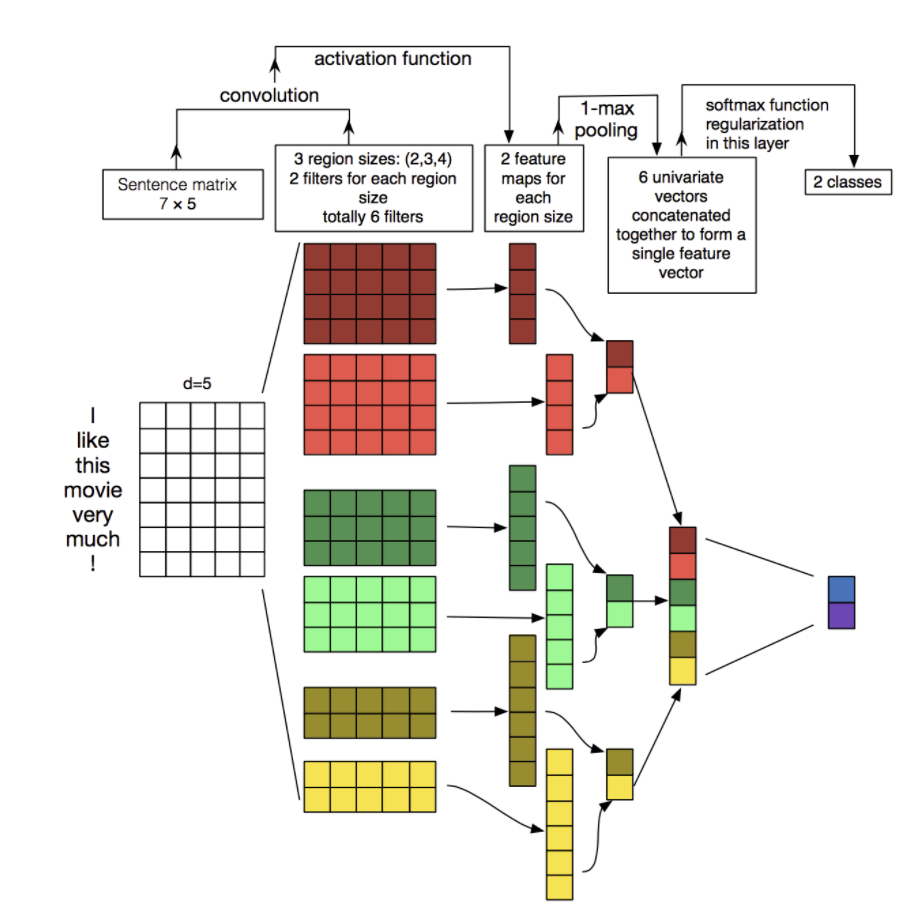 activation function
convolution
1-max
pooling
softmax function
regularization
in this layer
Sentence matrix
7 × 5
3 region sizes: (2,3,4)
2 filters for each region
size
totally 6 filters
2 feature
maps for
each
region size
6 univariate
vectors
concatenated
together to form a
single feature
vector
2 classes
d=5
I
like
this
movie
very
much
!